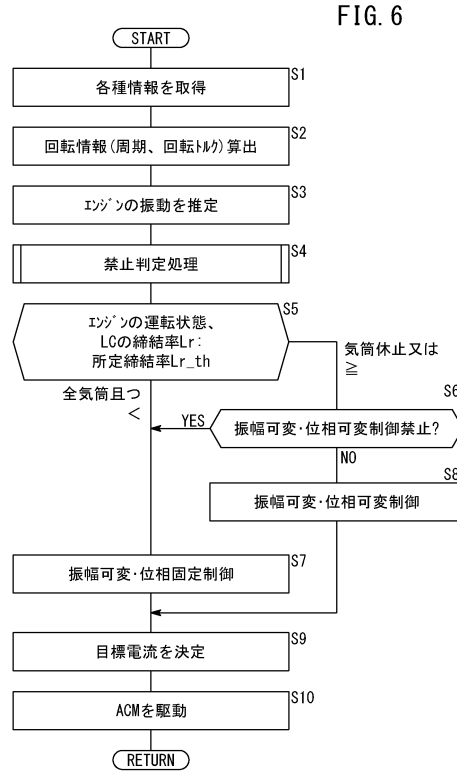 FIG. 6
START
各種情報を取得
S1
回転情報(周期、回転ﾄﾙｸ)算出
S2
ｴﾝｼﾞﾝの振動を推定
S3
禁止判定処理
S4
ｴﾝｼﾞﾝの運転状態、
LCの締結率Lr:
所定締結率Lr_th
S5
気筒休止又は
≧
全気筒且つ
<
YES
振幅可変･位相可変制御禁止?
S6
NO
振幅可変･位相可変制御
S8
振幅可変･位相固定制御
S7
目標電流を決定
S9
ACMを駆動
S10
RETURN